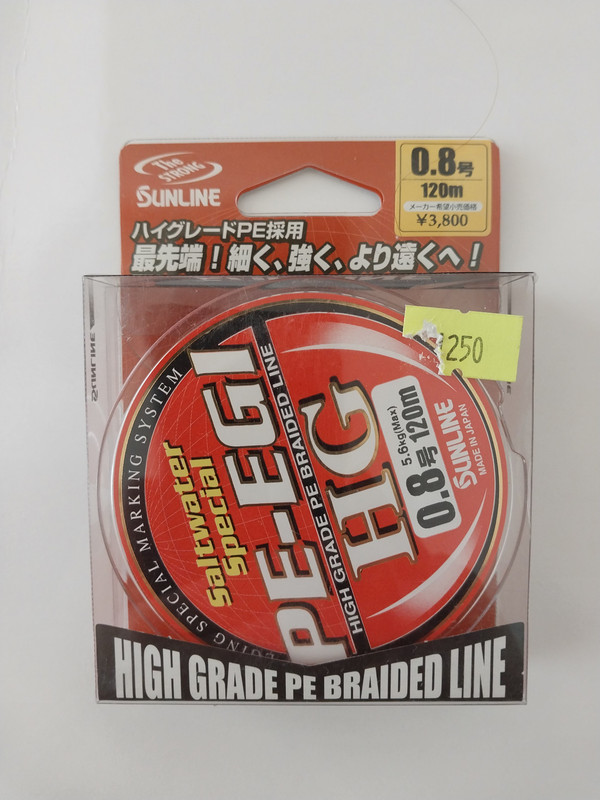 The
STRONG
SUNLINE
0.8号
120m
メーカー希望小売価格
¥3,800
ハイグレードPE採用
最先端!細く、強く、より遠くへ!
SUNLINE
250
EGING SPECIAL MARKING SYSTEM
Saltwater
Special
PE-EGI
HIGH GRADE PE BRAIDED LINE
HG
5.6kg(Max)
0.8号 120m
SUNLINE
MADE IN JAPAN
HIGH GRADE PE BRAIDED LINE